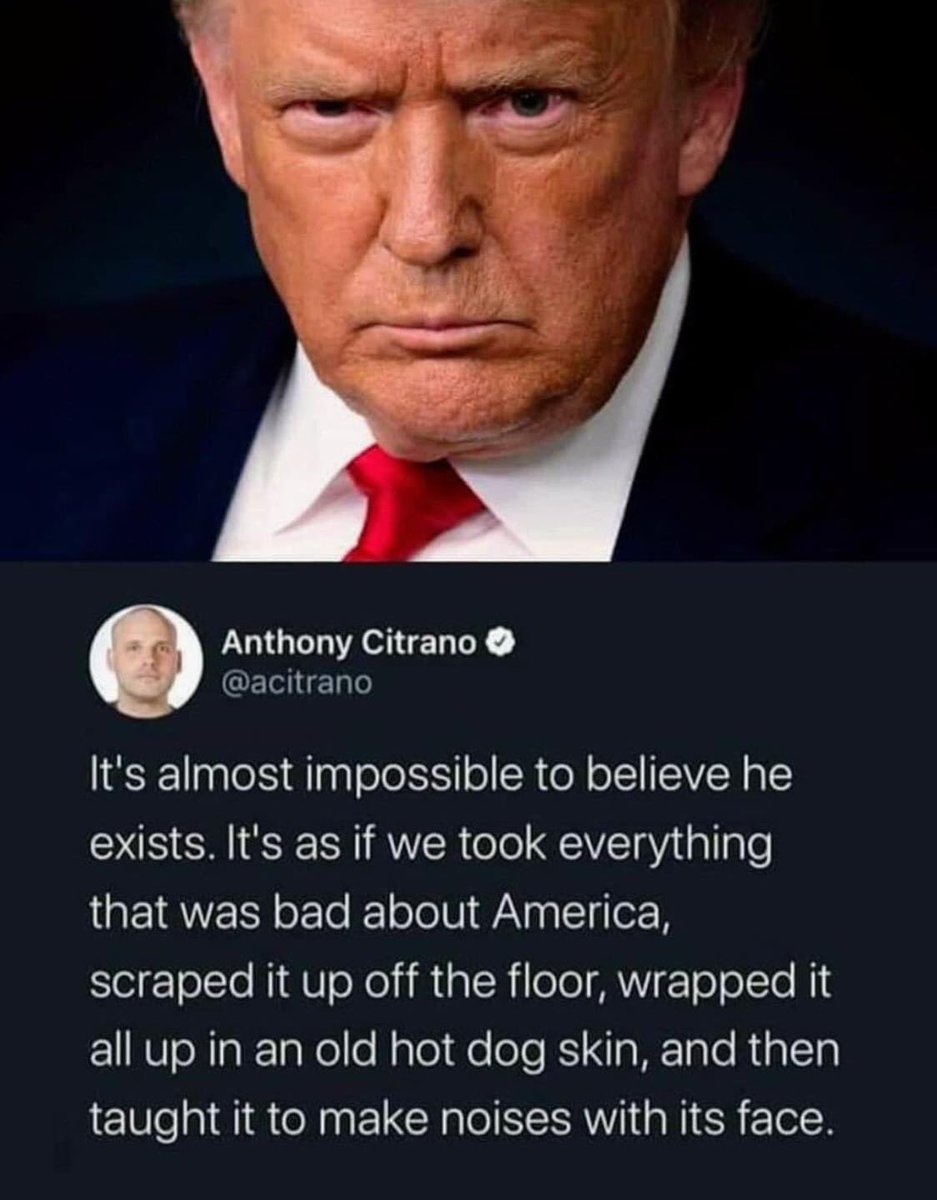 Anthony Citrano
@acitrano
It's almost impossible to believe he
exists. It's as if we took everything
that was bad about America,
scraped it up off the floor, wrapped it
all up in an old hot dog skin, and then
taught it to make noises with its face.